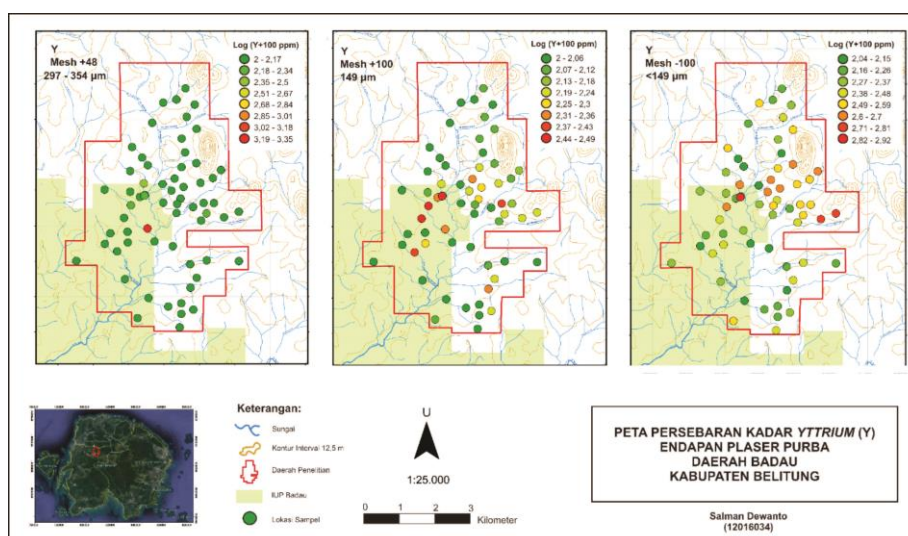 Y
Mesh +48
297 - 354 µm
Log (Y+100 ppm)
2 - 2,17
2,18 - 2,34
2,35 - 2,5
2,51 - 2,67
2,68 - 2,84
2,85 - 3,01
3,02 - 3,18
3,19 - 3,35
Y
Mesh +100
149 µm
Log (Y+100 ppm)
2 - 2,06
2,07 - 2,12
2,13 - 2,18
2,19 - 2,24
2,25 - 2,3
2,31 - 2,36
2,37 - 2,43
2,44 - 2,49
Y
Mesh -100
<149 µm
Log (Y+100 ppm)
2,04 - 2,15
2,16 - 2,26
2,27 - 2,37
2,38 - 2,48
2,49 - 2,59
2,6 - 2,7
2,71 - 2,81
2,82 - 2,92
Keterangan:
Sungai
Kontur Interval 12,5 m
Daerah Penelitian
IUP Badau
Lokasi Sampel
U
1:25.000
0 1 2 3
Kilometer
PETA PERSEBARAN KADAR YTTRIUM (Y)
ENDAPAN PLASER PURBA
DAERAH BADAU
KABUPATEN BELITUNG
Salman Dewanto
(12016034)